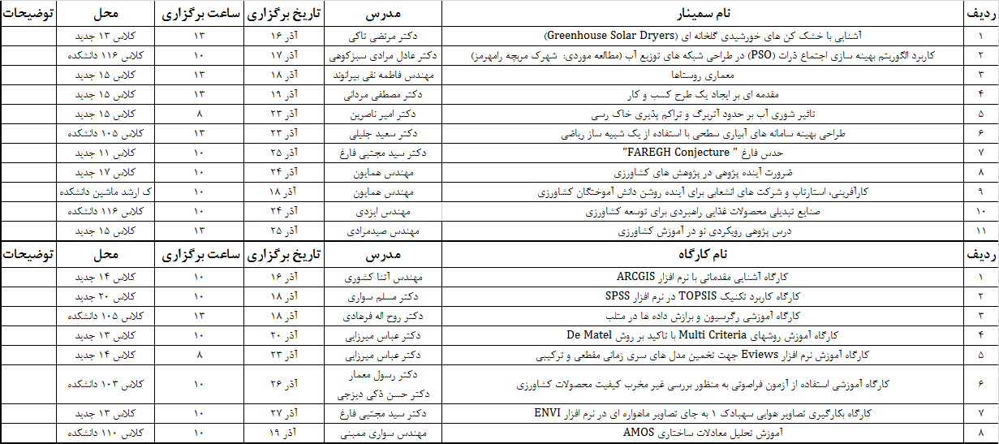 ردیف نام سمینار مدرس تاریخ برگزاری ساعت برگزاری محل توضیحات
۱ آشنایی با خشک کن های خورشیدی گلخانه ای (Greenhouse Solar Dryers) دکتر مرتضی تاکی ۱۶ آذر ۱۳ کلاس ۱۳ جدید
۲ کاربرد الگوریتم بهینه سازی اجتماع ذرات (PSO) در طراحی شبکه های توزیع آب (مطالعه موردی: شهرک مربچه رامهرمز) دکتر عادل مرادی سبزکوهی ۱۷ آذر ۱۰ کلاس ۱۱۶ دانشکده
۳ معماری روستاها مهندس فاطمه نقی بیرانوند ۱۸ آذر ۱۳ کلاس ۱۵ جدید
۴ مقدمه ای بر ایجاد یک طرح کسب و کار دکتر مصطفی مردانی ۱۹ آذر ۱۳ کلاس ۱۵ جدید
۵ تاثیر شوری آب بر حدود آتربرگ و تراکم پذیری خاک رسی دکتر امیر ناصرین ۲۳ آذر ۸ کلاس ۱۵ جدید
۶ طراحی بهینه سامانه های آبیاری سطحی با استفاده از یک شبیه ساز ریاضی دکتر سعید جلیلی ۲۳ آذر ۱۳ کلاس ۱۰۵ دانشکده
۷ حدس فارغ " FAREGH Conjecture" دکتر سید مجتبی فارغ ۲۵ آذر ۱۰ کلاس ۱۱ جدید
۸ ضرورت آینده پژوهی در پژوهش های کشاورزی مهندس همایون ۲۴ آذر ۱۰ کلاس ۱۷ جدید
۹ کارآفرینی، استارتاپ و شرکت های انشعابی برای آینده روشن دانش آموختگان کشاورزی مهندس همایون ۱۸ آذر ۱۰ ک ارشد ماشین دانشکده
۱۰ صنایع تبدیلی محصولات غذایی راهبردی برای توسعه کشاورزی مهندس ایزدی ۲۴ آذر ۱۰ کلاس ۱۱۶ دانشکده
۱۱ درس پژوهی رویکردی نو در آموزش کشاورزی مهندس صیدمرادی ۲۵ آذر ۱۳ کلاس ۱۵ جدید
ردیف نام کارگاه مدرس تاریخ برگزاری ساعت برگزاری محل توضیحات
۱ کارگاه آشنایی مقدماتی با نرم افزار ARCGIS مهندس آتنا کشوری ۱۶ آذر ۱۰ کلاس ۱۴ جدید
۲ کارگاه کاربرد تکنیک TOPSIS در نرم افزار SPSS دکتر مسلم سواری ۱۸ آذر ۱۰ کلاس ۲۰ جدید
۳ کارگاه آموزشی رگرسیون و برازش داده ها در متلب دکتر روح اله فرهادی ۱۸ آذر ۱۳ کلاس ۱۰۵ دانشکده
۴ کارگاه آموزش روشهای Multi Criteria با تاکید بر روش De Matel دکتر عباس میرزایی ۲۰ آذر ۱۰ کلاس ۱۳ جدید
۵ کارگاه آموزش نرم افزار Eviews جهت تخمین مدل های سری زمانی مقطعی و ترکیبی دکتر عباس میرزایی ۲۳ آذر ۸ کلاس ۱۴ جدید
۶ کارگاه آموزشی استفاده از آزمون فراصوتی به منظور بررسی غیر مخرب کیفیت محصولات کشاورزی دکتر رسول معمار ۲۶ آذر ۱۰ کلاس ۱۰۳ دانشکده
دکتر حسن ذکی دیزجی
۷ کارگاه بکارگیری تصاویر هوایی سهبادک ۱ به جای تصاویر ماهواره ای در نرم افزار ENVI دکتر سید مجتبی فارغ ۲۷ آذر ۱۰ کلاس ۱۳ جدید
۸ آموزش تحلیل معادلات ساختاری AMOS مهندس سواری ممبنی ۱۹ آذر ۱۰ کلاس ۱۱۰ دانشکده